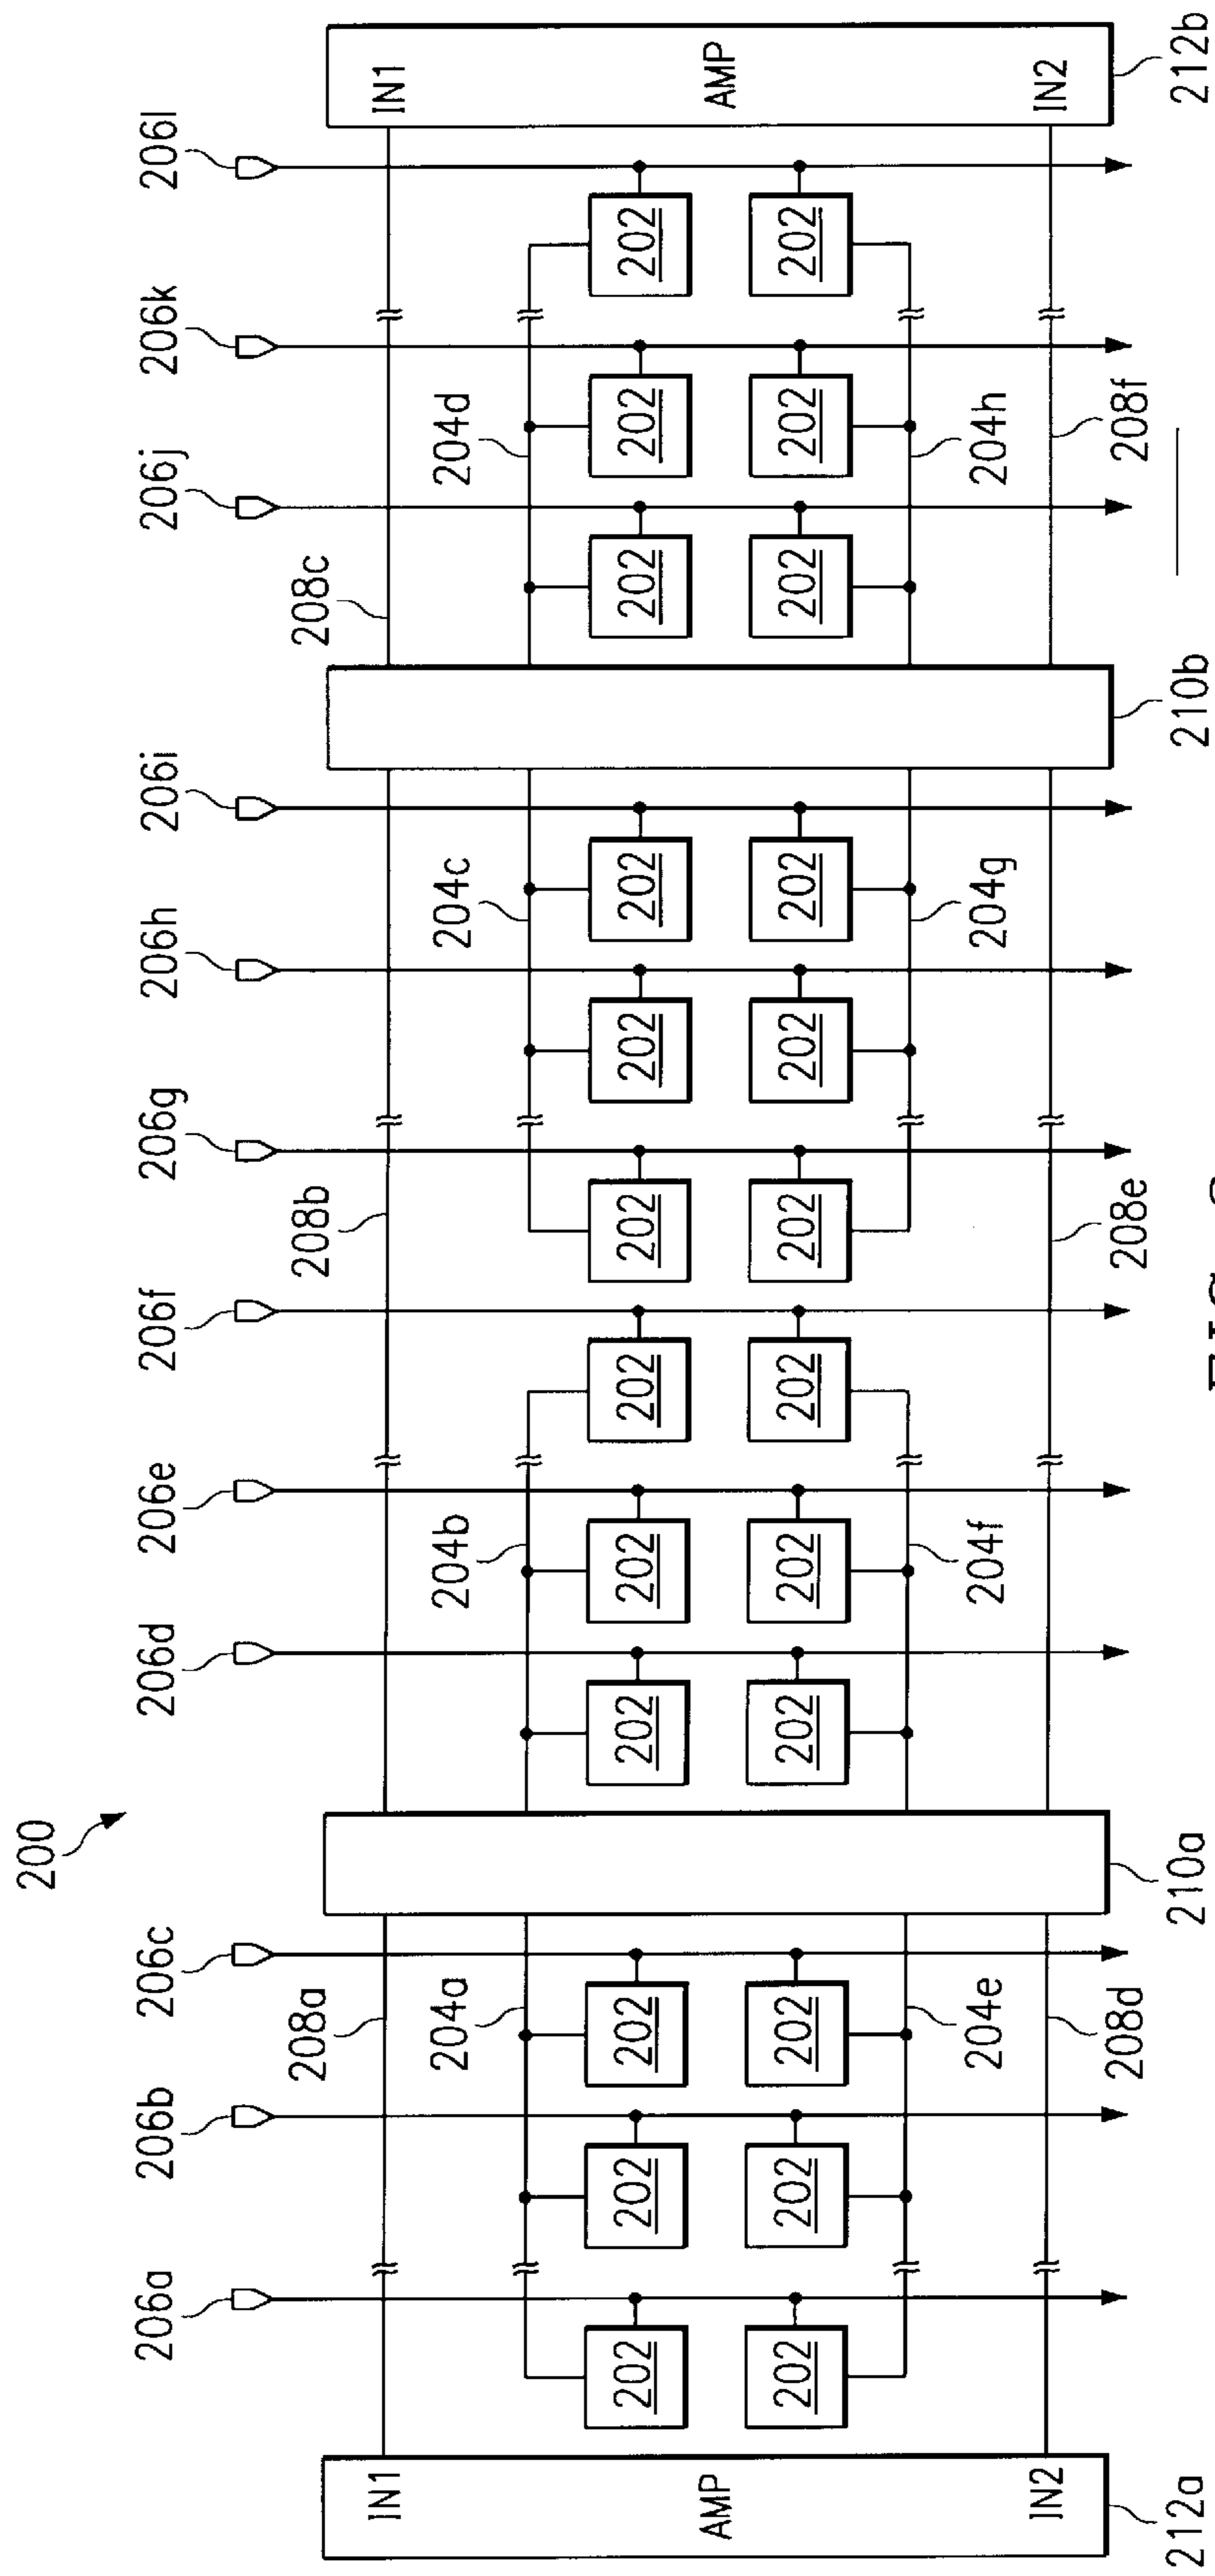 200
206a 206b 206c 206d 206e 206f 206g 206h 206i 206j 206k 206l
208a 208b 208c
IN1 IN1
204a 204b 204c 204d
202 202 202 202 202 202 202 202 202 202 202 202
AMP AMP
202 202 202 202 202 202 202 202 202 202 202 202
204e 204f 204g 204h
IN2 IN2
208d 208e 208f
212a 210a 210b 212b